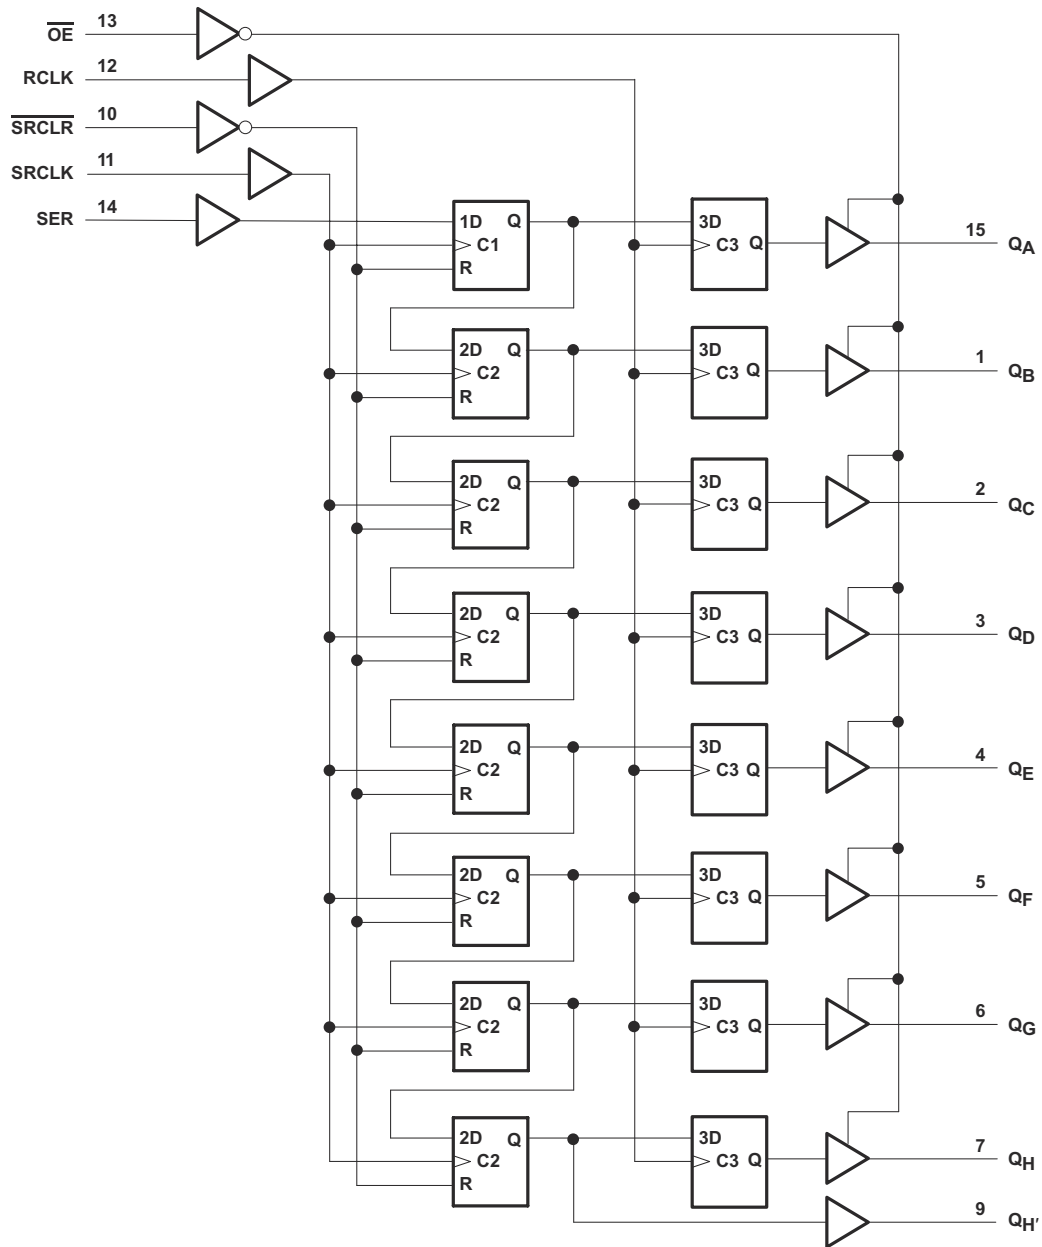 OE 13
RCLK 12
SRCLR 10
SRCLK 11
SER 14
1D Q 3D
C1 C3 Q 15 QA
R
2D Q 3D
C2 C3 Q 1 QB
R
2D Q 3D
C2 C3 Q 2 QC
R
2D Q 3D
C2 C3 Q 3 QD
R
2D Q 3D
C2 C3 Q 4 QE
R
2D Q 3D
C2 C3 Q 5 QF
R
2D Q 3D
C2 C3 Q 6 QG
R
2D Q 3D
C2 C3 Q 7 QH
R
9 QH′